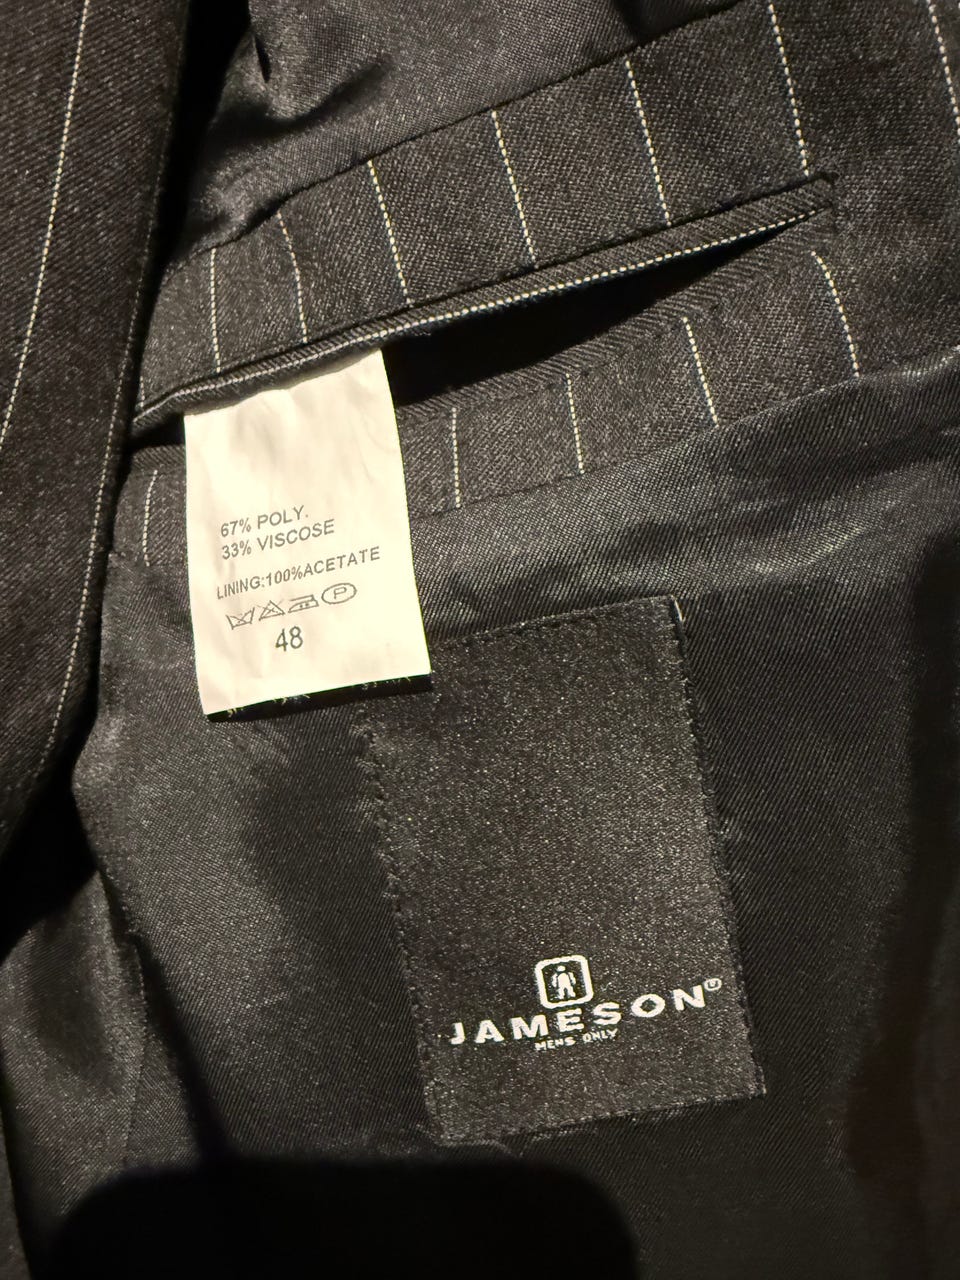 67% POLY.
33% VISCOSE
LINING:100%ACETATE
P
48
JAMESON®
MENS ONLY